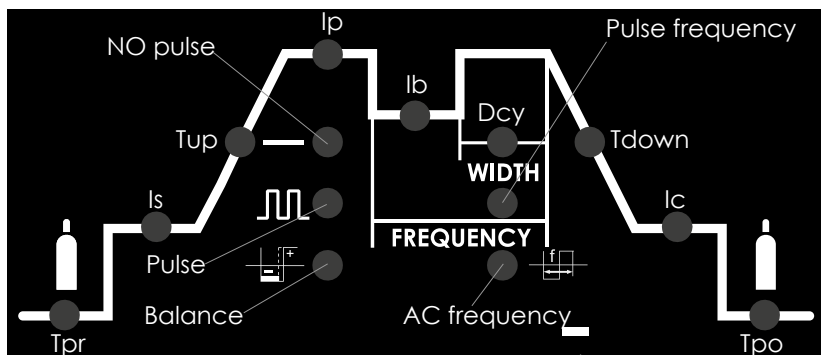 Ip
Pulse frequency
NO pulse
Ib
Dcy
Tup
Tdown
WIDTH
Is
Ic
FREQUENCY
+
-
f
Pulse
Balance
AC frequency
Tpr
Tpo